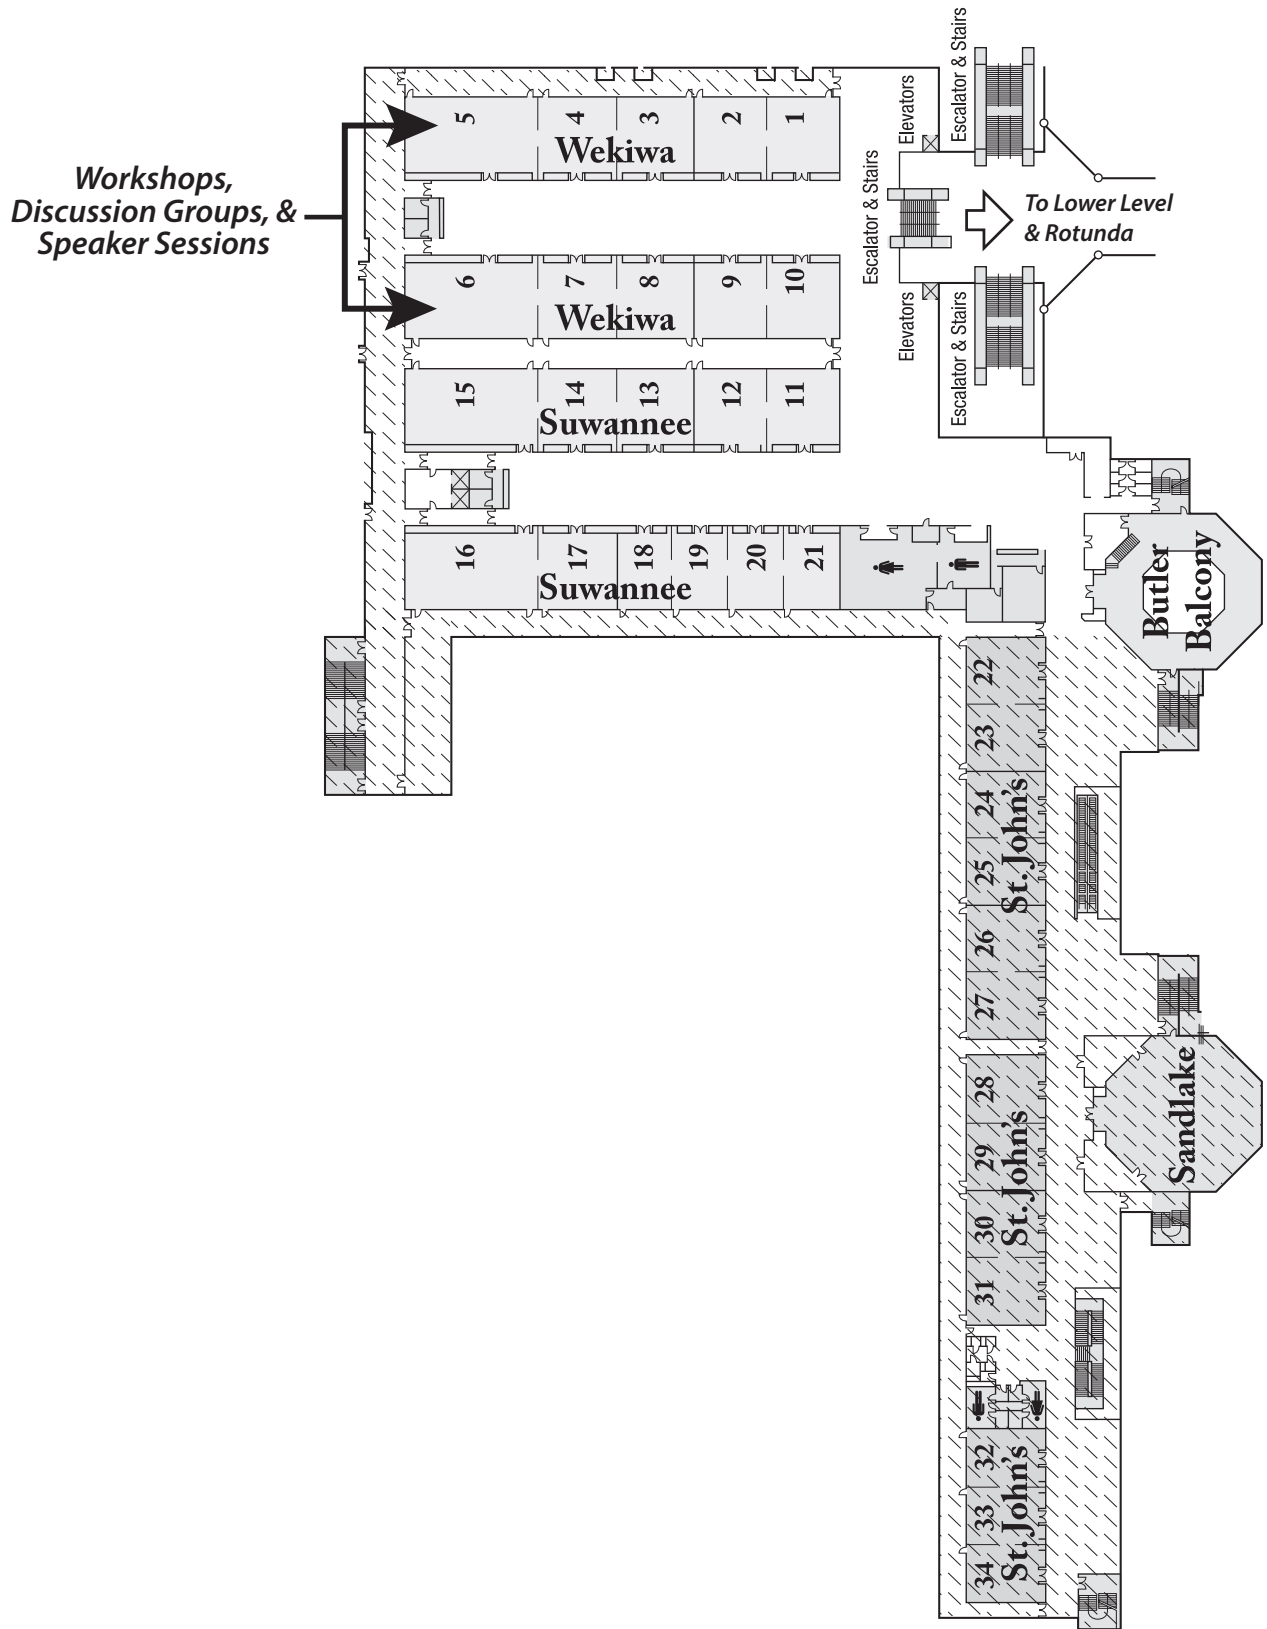 Workshops,
Discussion Groups, &
Speaker Sessions
5
4
3
2
1
Wekiwa
6
7
8
9
10
Wekiwa
15
14
13
12
11
Suwannee
16
17
18
19
20
21
Suwannee
Elevators
Escalator & Stairs
Escalator & Stairs
To Lower Level
& Rotunda
Elevators
Escalator & Stairs
Butler
Balcony
22
23
24
25
26
27
St. John's
28
29
30
31
St. John's
Sandlake
32
33
34
St. John's